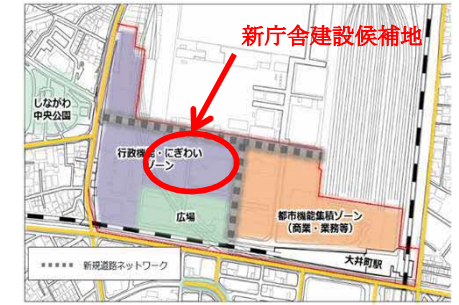 新庁舎建設候補地
しながわ
中央公園
行政機能・にぎわい
ゾーン
広場
都市機能集積ゾーン
（商業・業務等）
大井町駅
新規道路ネットワーク